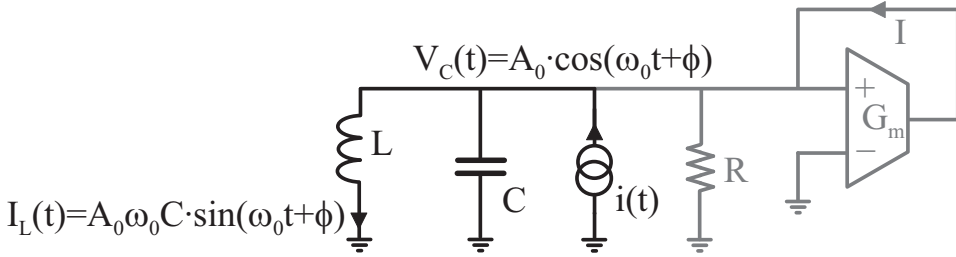 I
V_C(t)=A_0·cos(ω_0t+ϕ)
+
G_m
−
L
C
i(t)
R
I_L(t)=A_0ω_0C·sin(ω_0t+ϕ)